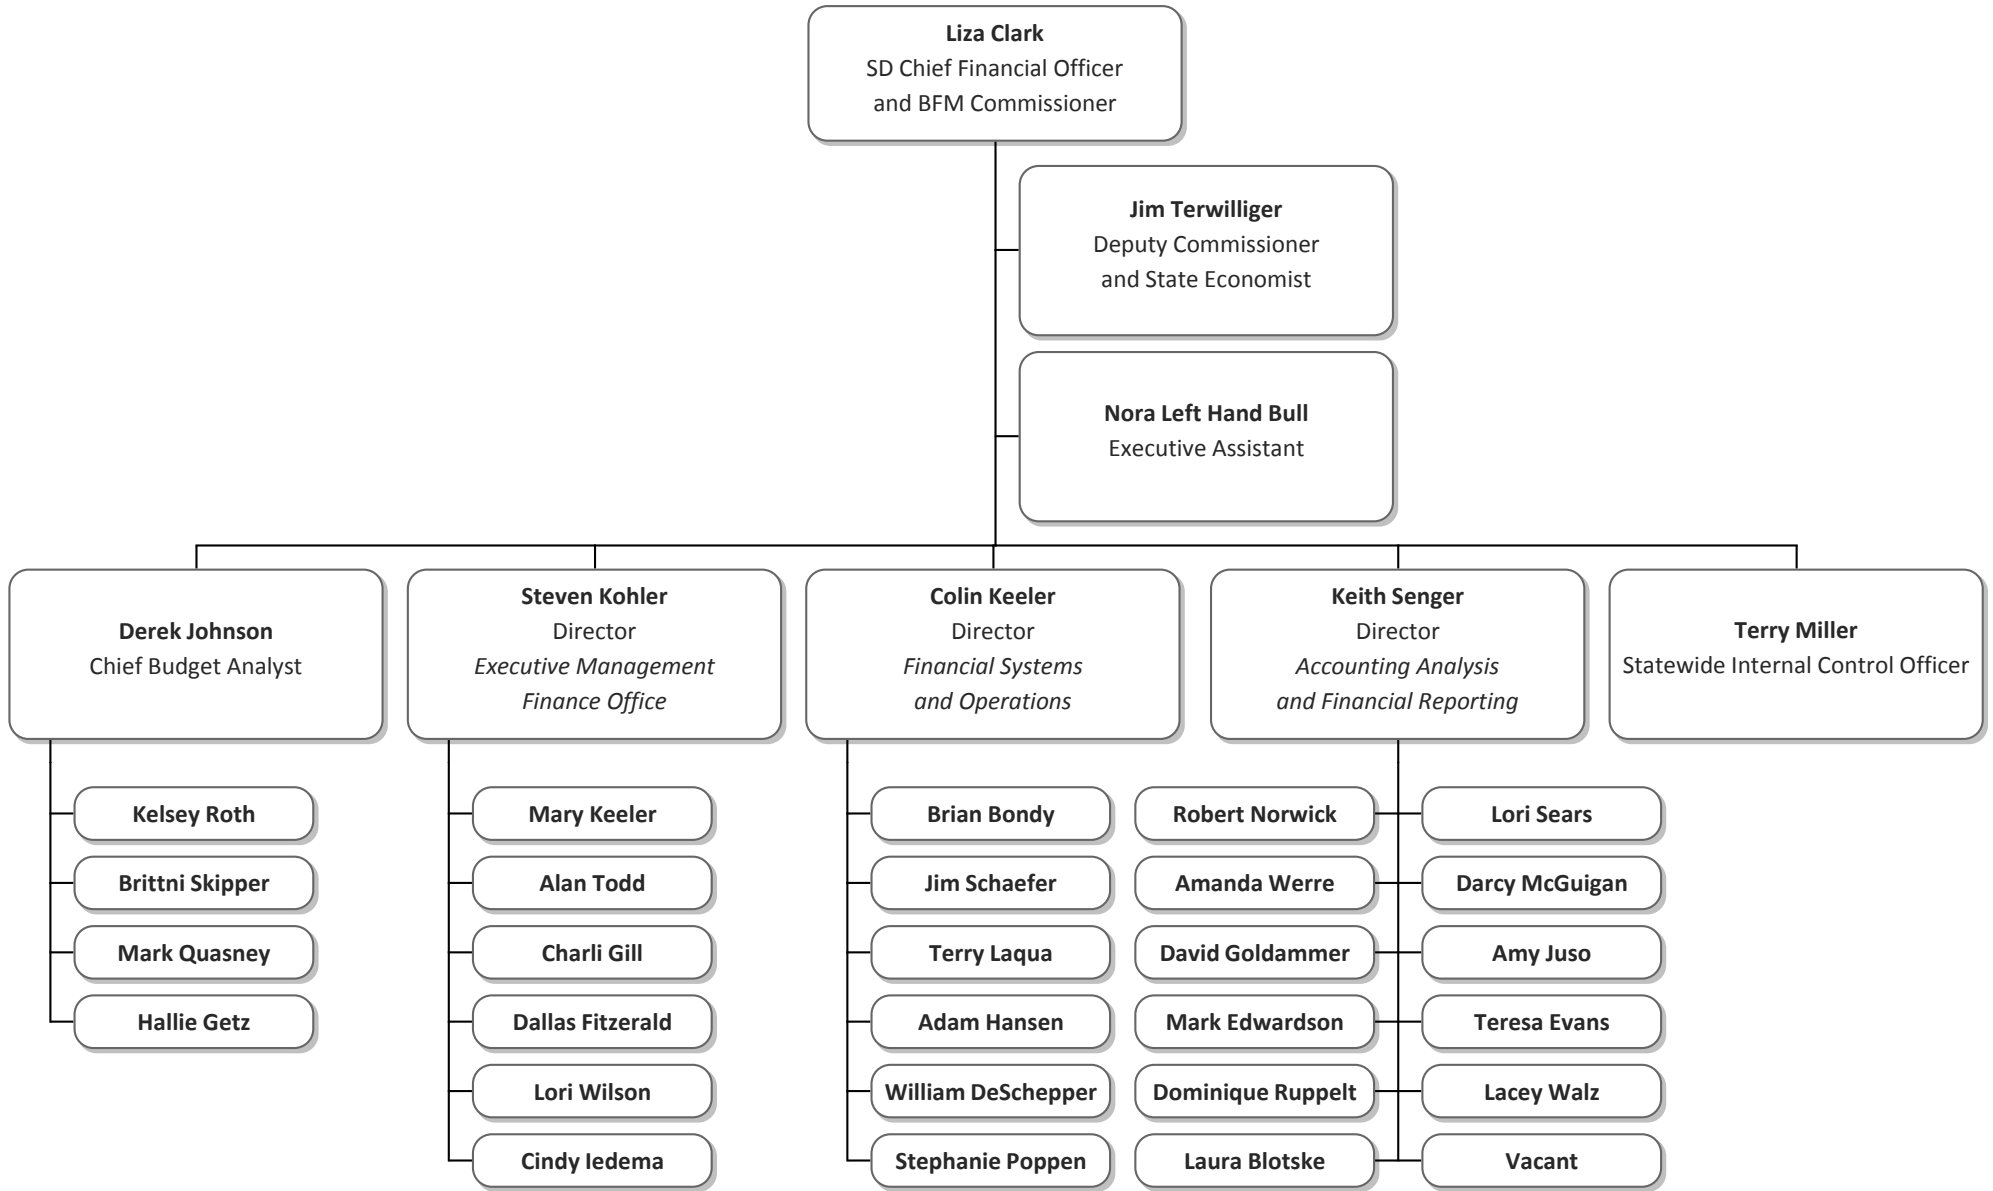 Liza Clark
SD Chief Financial Officer
and BFM Commissioner
Jim Terwilliger
Deputy Commissioner
and State Economist
Nora Left Hand Bull
Executive Assistant
Derek Johnson
Chief Budget Analyst
Steven Kohler
Director
Executive Management
Finance Office
Colin Keeler
Director
Financial Systems
and Operations
Keith Senger
Director
Accounting Analysis
and Financial Reporting
Terry Miller
Statewide Internal Control Officer
Kelsey Roth
Brittni Skipper
Mark Quasney
Hallie Getz
Mary Keeler
Alan Todd
Charli Gill
Dallas Fitzerald
Lori Wilson
Cindy Iedema
Brian Bondy
Jim Schaefer
Terry Laqua
Adam Hansen
William DeSchepper
Stephanie Poppen
Robert Norwick
Amanda Werre
David Goldammer
Mark Edwardson
Dominique Ruppelt
Laura Blotske
Lori Sears
Darcy McGuigan
Amy Juso
Teresa Evans
Lacey Walz
Vacant